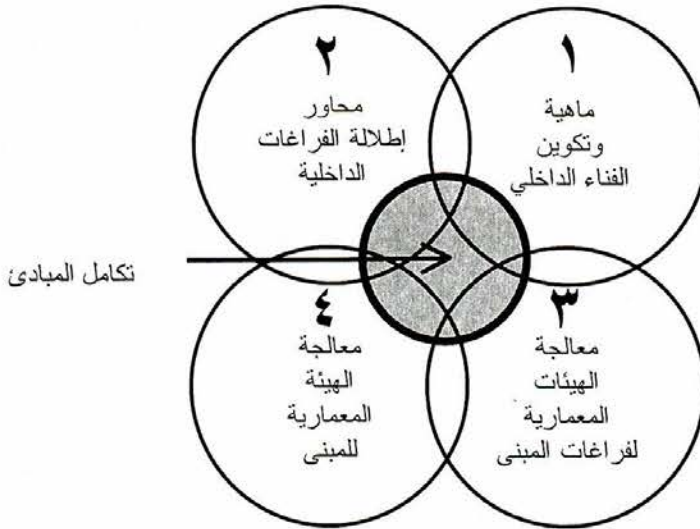 ١
ماهية
وتكوين
الفناء الداخلي
٢
محاور
إطلالة الفراغات
الداخلية
تكامل المبادئ
٣
معالجة
الهيئات
المعمارية
لفراغات المبنى
٤
معالجة
الهيئة
المعمارية
للمبنى